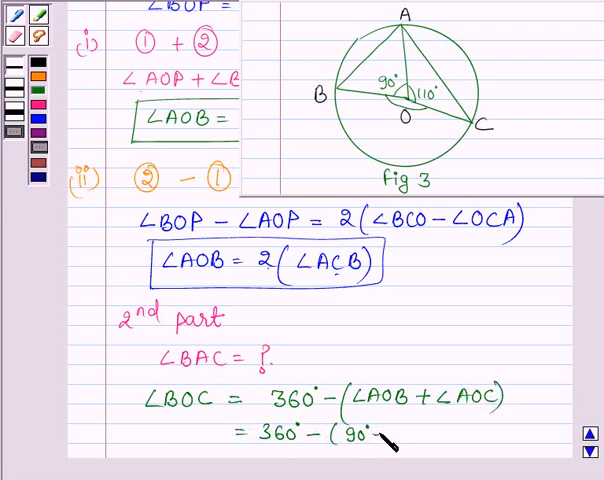 ∠BOP =
(i) ① + ②
∠AOP + ∠B
∠AOB =
(ii) ② - ①
A
B
90°
110°
O
C
fig 3
∠BOP - ∠AOP = 2(∠BCO - ∠OCA)
∠AOB = 2(∠ACB)
2nd part
∠BAC = ?
∠BOC = 360° - (∠AOB + ∠AOC)
= 360° - (90° -